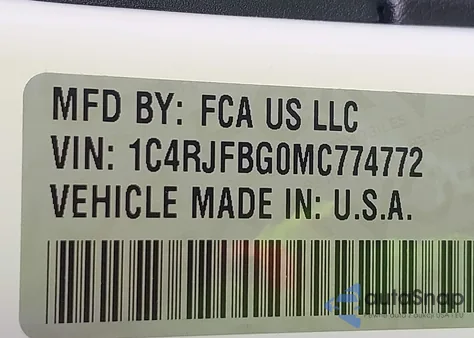 MFD BY: FCA US LLC
VIN: 1C4RJFBG0MC774772
VEHICLE MADE IN: U.S.A.
autoSnap